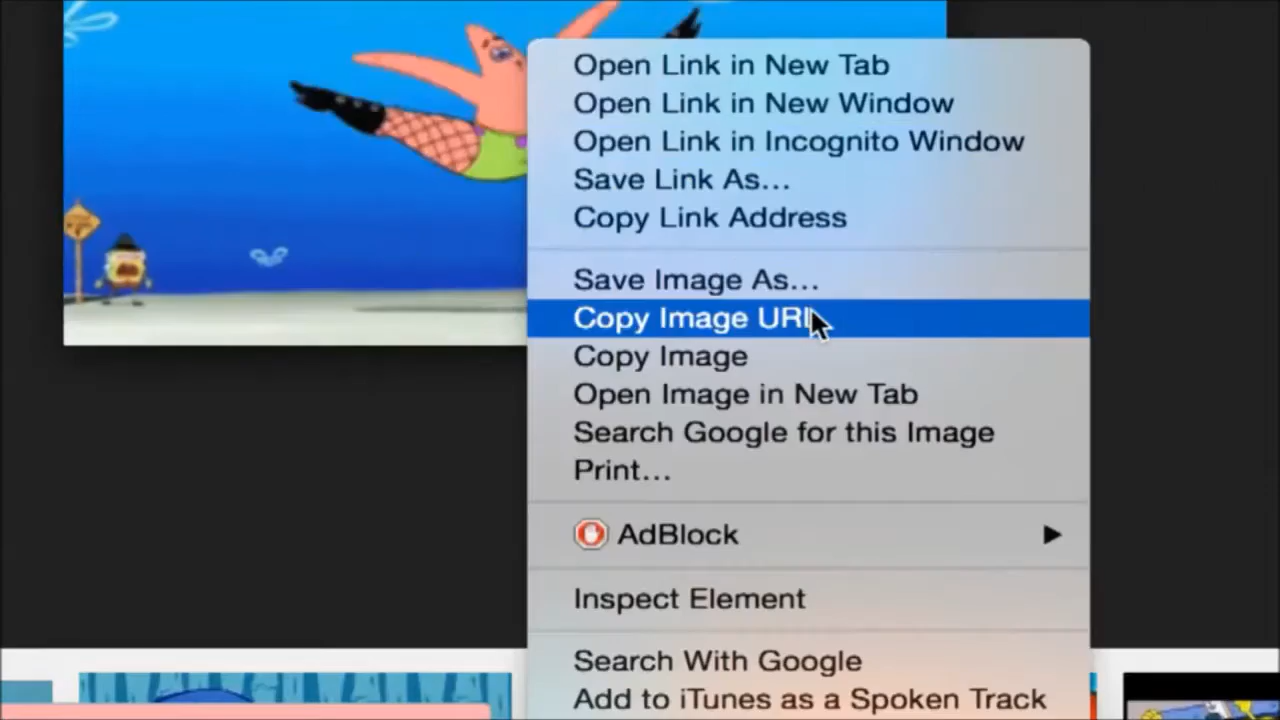 Open Link in New Tab
Open Link in New Window
Open Link in Incognito Window
Save Link As...
Copy Link Address
Save Image As...
Copy Image URL
Copy Image
Open Image in New Tab
Search Google for this Image
Print...
AdBlock
Inspect Element
Search With Google
Add to iTunes as a Spoken Track